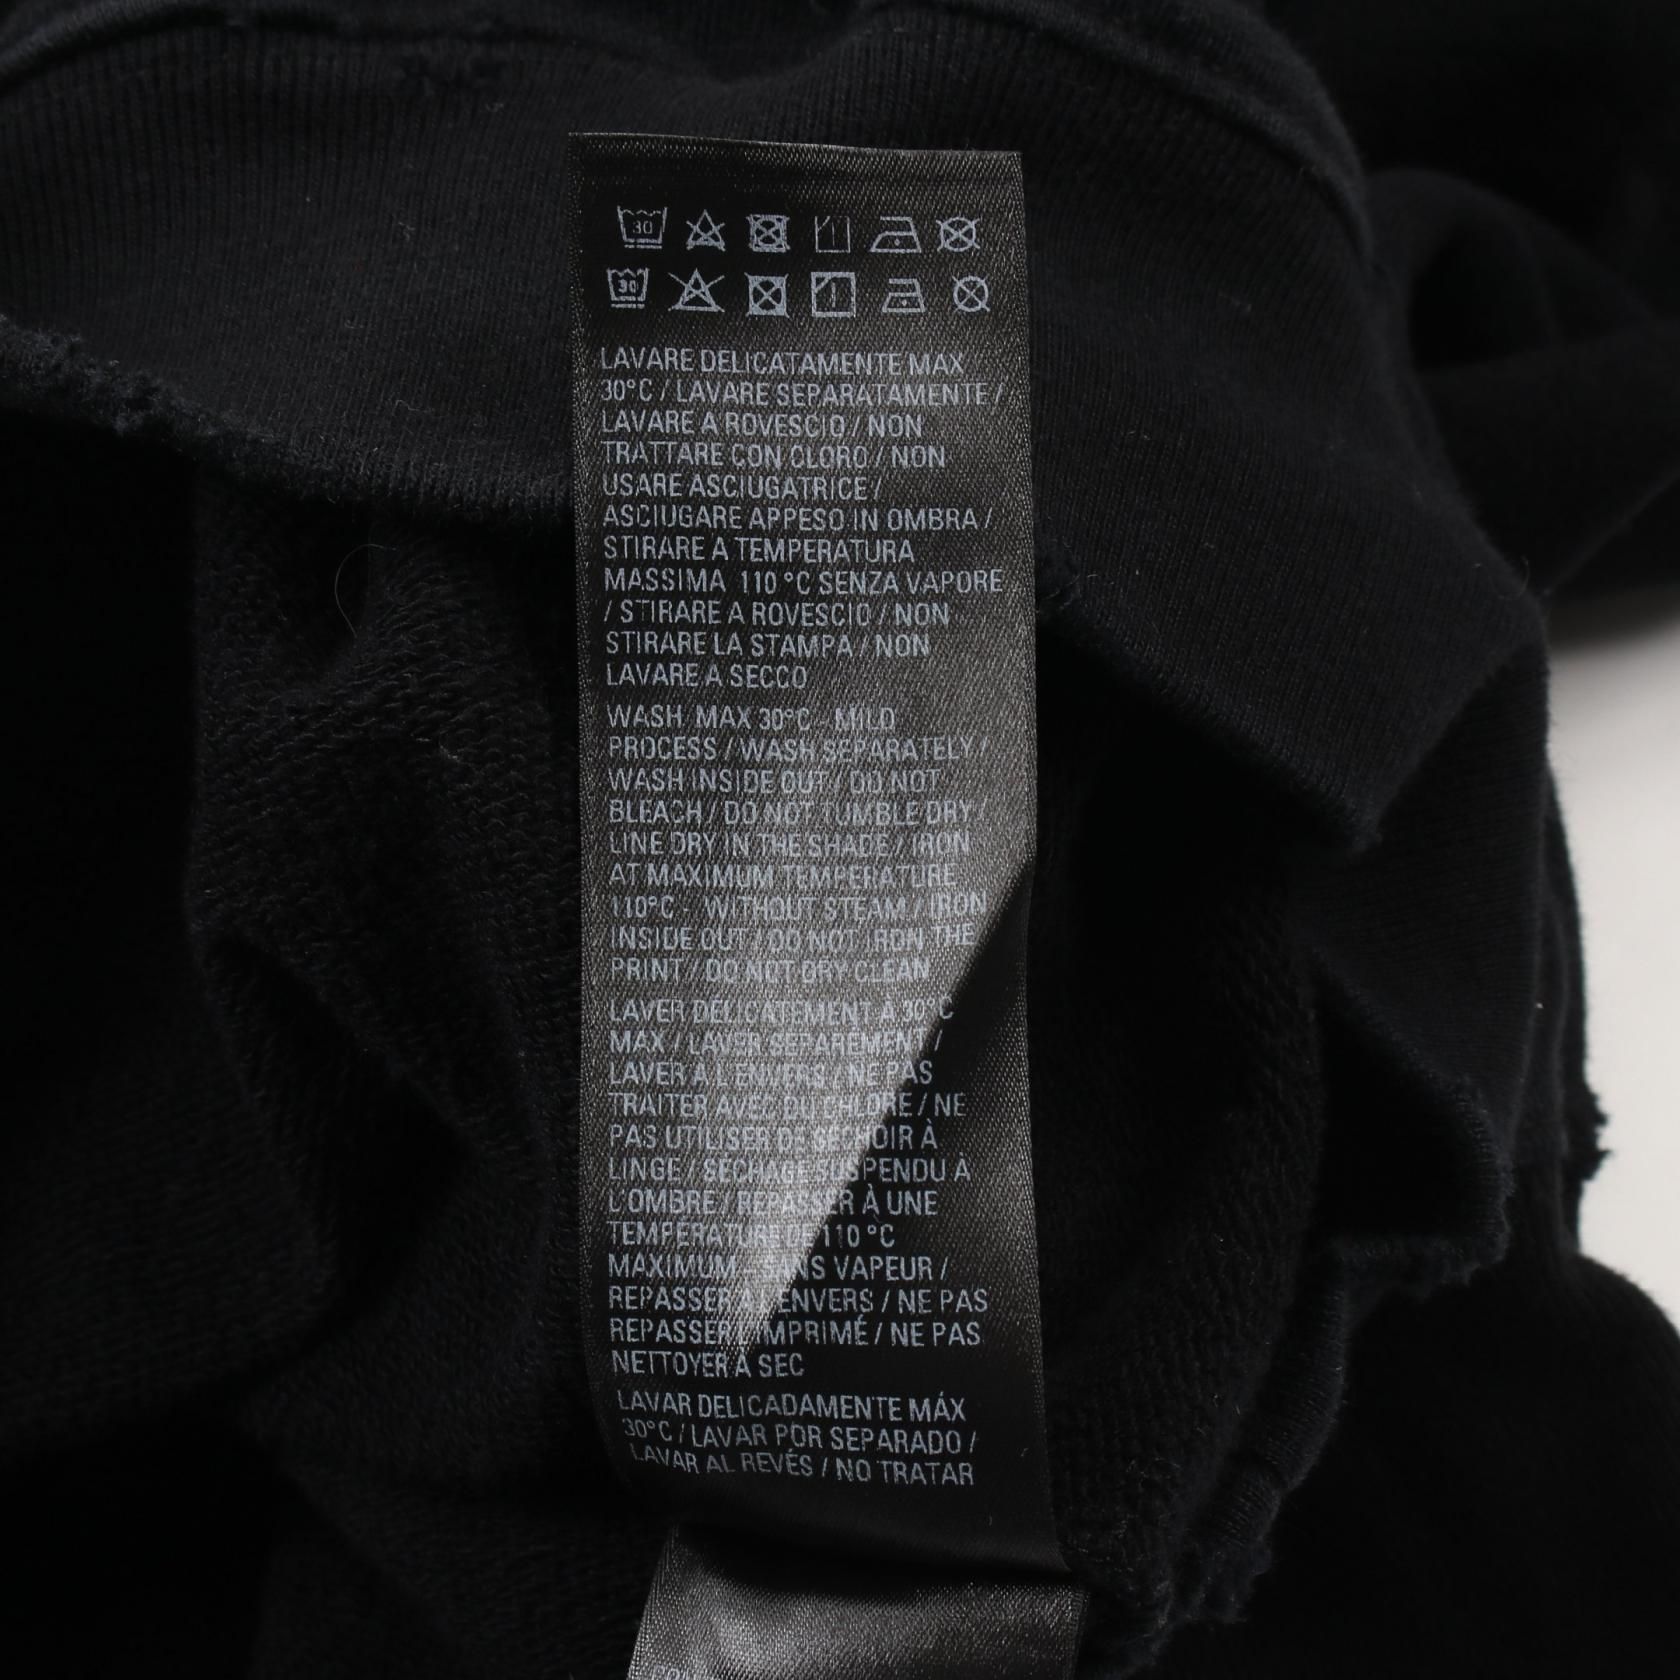 30
30
LAVARE DELICATAMENTE MAX
30°C / LAVARE SEPARATAMENTE /
LAVARE A ROVESCIO / NON
TRATTARE CON CLORO / NON
USARE ASCIUGATRICE /
ASCIUGARE APPESO IN OMBRA /
STIRARE A TEMPERATURA
MASSIMA 110 °C SENZA VAPORE
/ STIRARE A ROVESCIO / NON
STIRARE LA STAMPA / NON
LAVARE A SECCO
WASH MAX 30°C - MILD
PROCESS / WASH SEPARATELY /
WASH INSIDE OUT / DO NOT
BLEACH / DO NOT TUMBLE DRY /
LINE DRY IN THE SHADE / IRON
AT MAXIMUM TEMPERATURE
110°C - WITHOUT STEAM / IRON
INSIDE OUT / DO NOT IRON THE
PRINT / DO NOT DRY CLEAN
LAVER DÉLICATEMENT À 30°C
MAX / LAVER SEPAREMENT /
LAVER À L'ENVERS / NE PAS
TRAITER AVEC DU CHLORE / NE
PAS UTILISER DE SÉCHOIR À
LINGE / SÉCHAGE SUSPENDU À
L'OMBRE / REPASSER À UNE
TEMPÉRATURE DE 110 °C
MAXIMUM - SANS VAPEUR /
REPASSER À L'ENVERS / NE PAS
REPASSER L'IMPRIMÉ / NE PAS
NETTOYER À SEC
LAVAR DELICADAMENTE MÁX
30°C / LAVAR POR SEPARADO /
LAVAR AL REVÉS / NO TRATAR